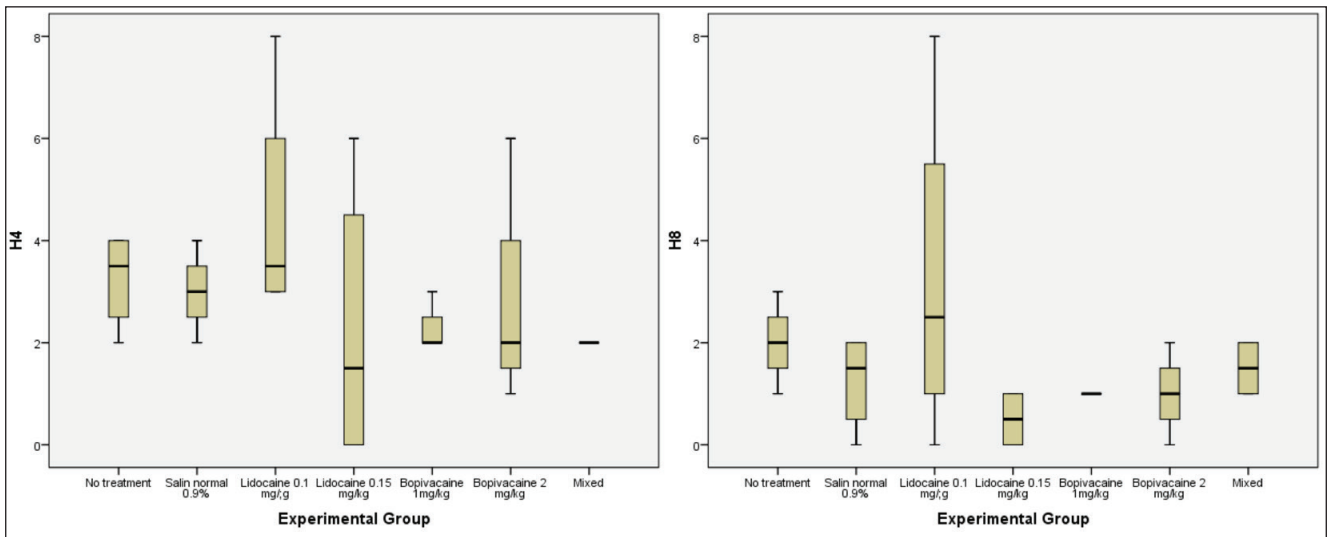 8
6
4
2
0
H4
No treatment
Salin normal
0.9%
Lidocaine 0.1
mg/;g
Lidocaine 0.15
mg/kg
Bopivacaine
1mg/kg
Bopivacaine 2
mg/kg
Mixed
Experimental Group
8
6
4
2
0
H8
No treatment
Salin normal
0.9%
Lidocaine 0.1
mg/;g
Lidocaine 0.15
mg/kg
Bopivacaine
1mg/kg
Bopivacaine 2
mg/kg
Mixed
Experimental Group